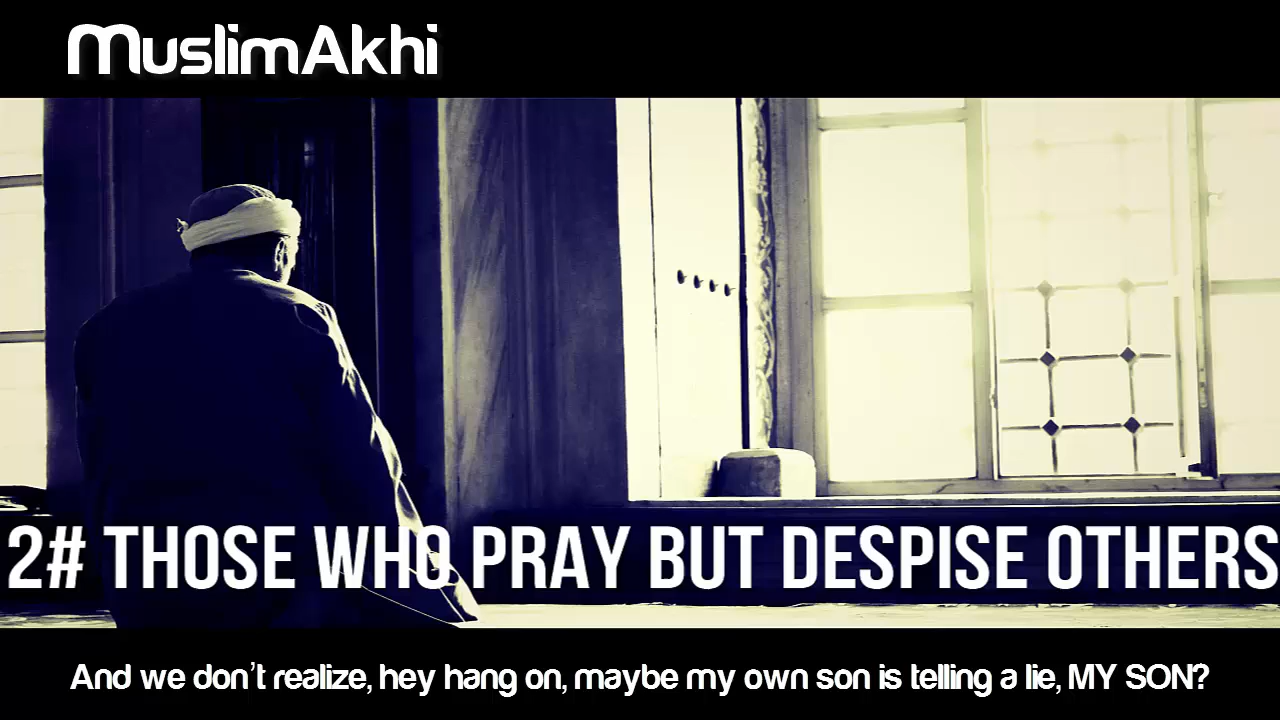 MuslimAkhi
2# THOSE WHO PRAY BUT DESPISE OTHERS
And we don't realize, hey hang on, maybe my own son is telling a lie, MY SON?